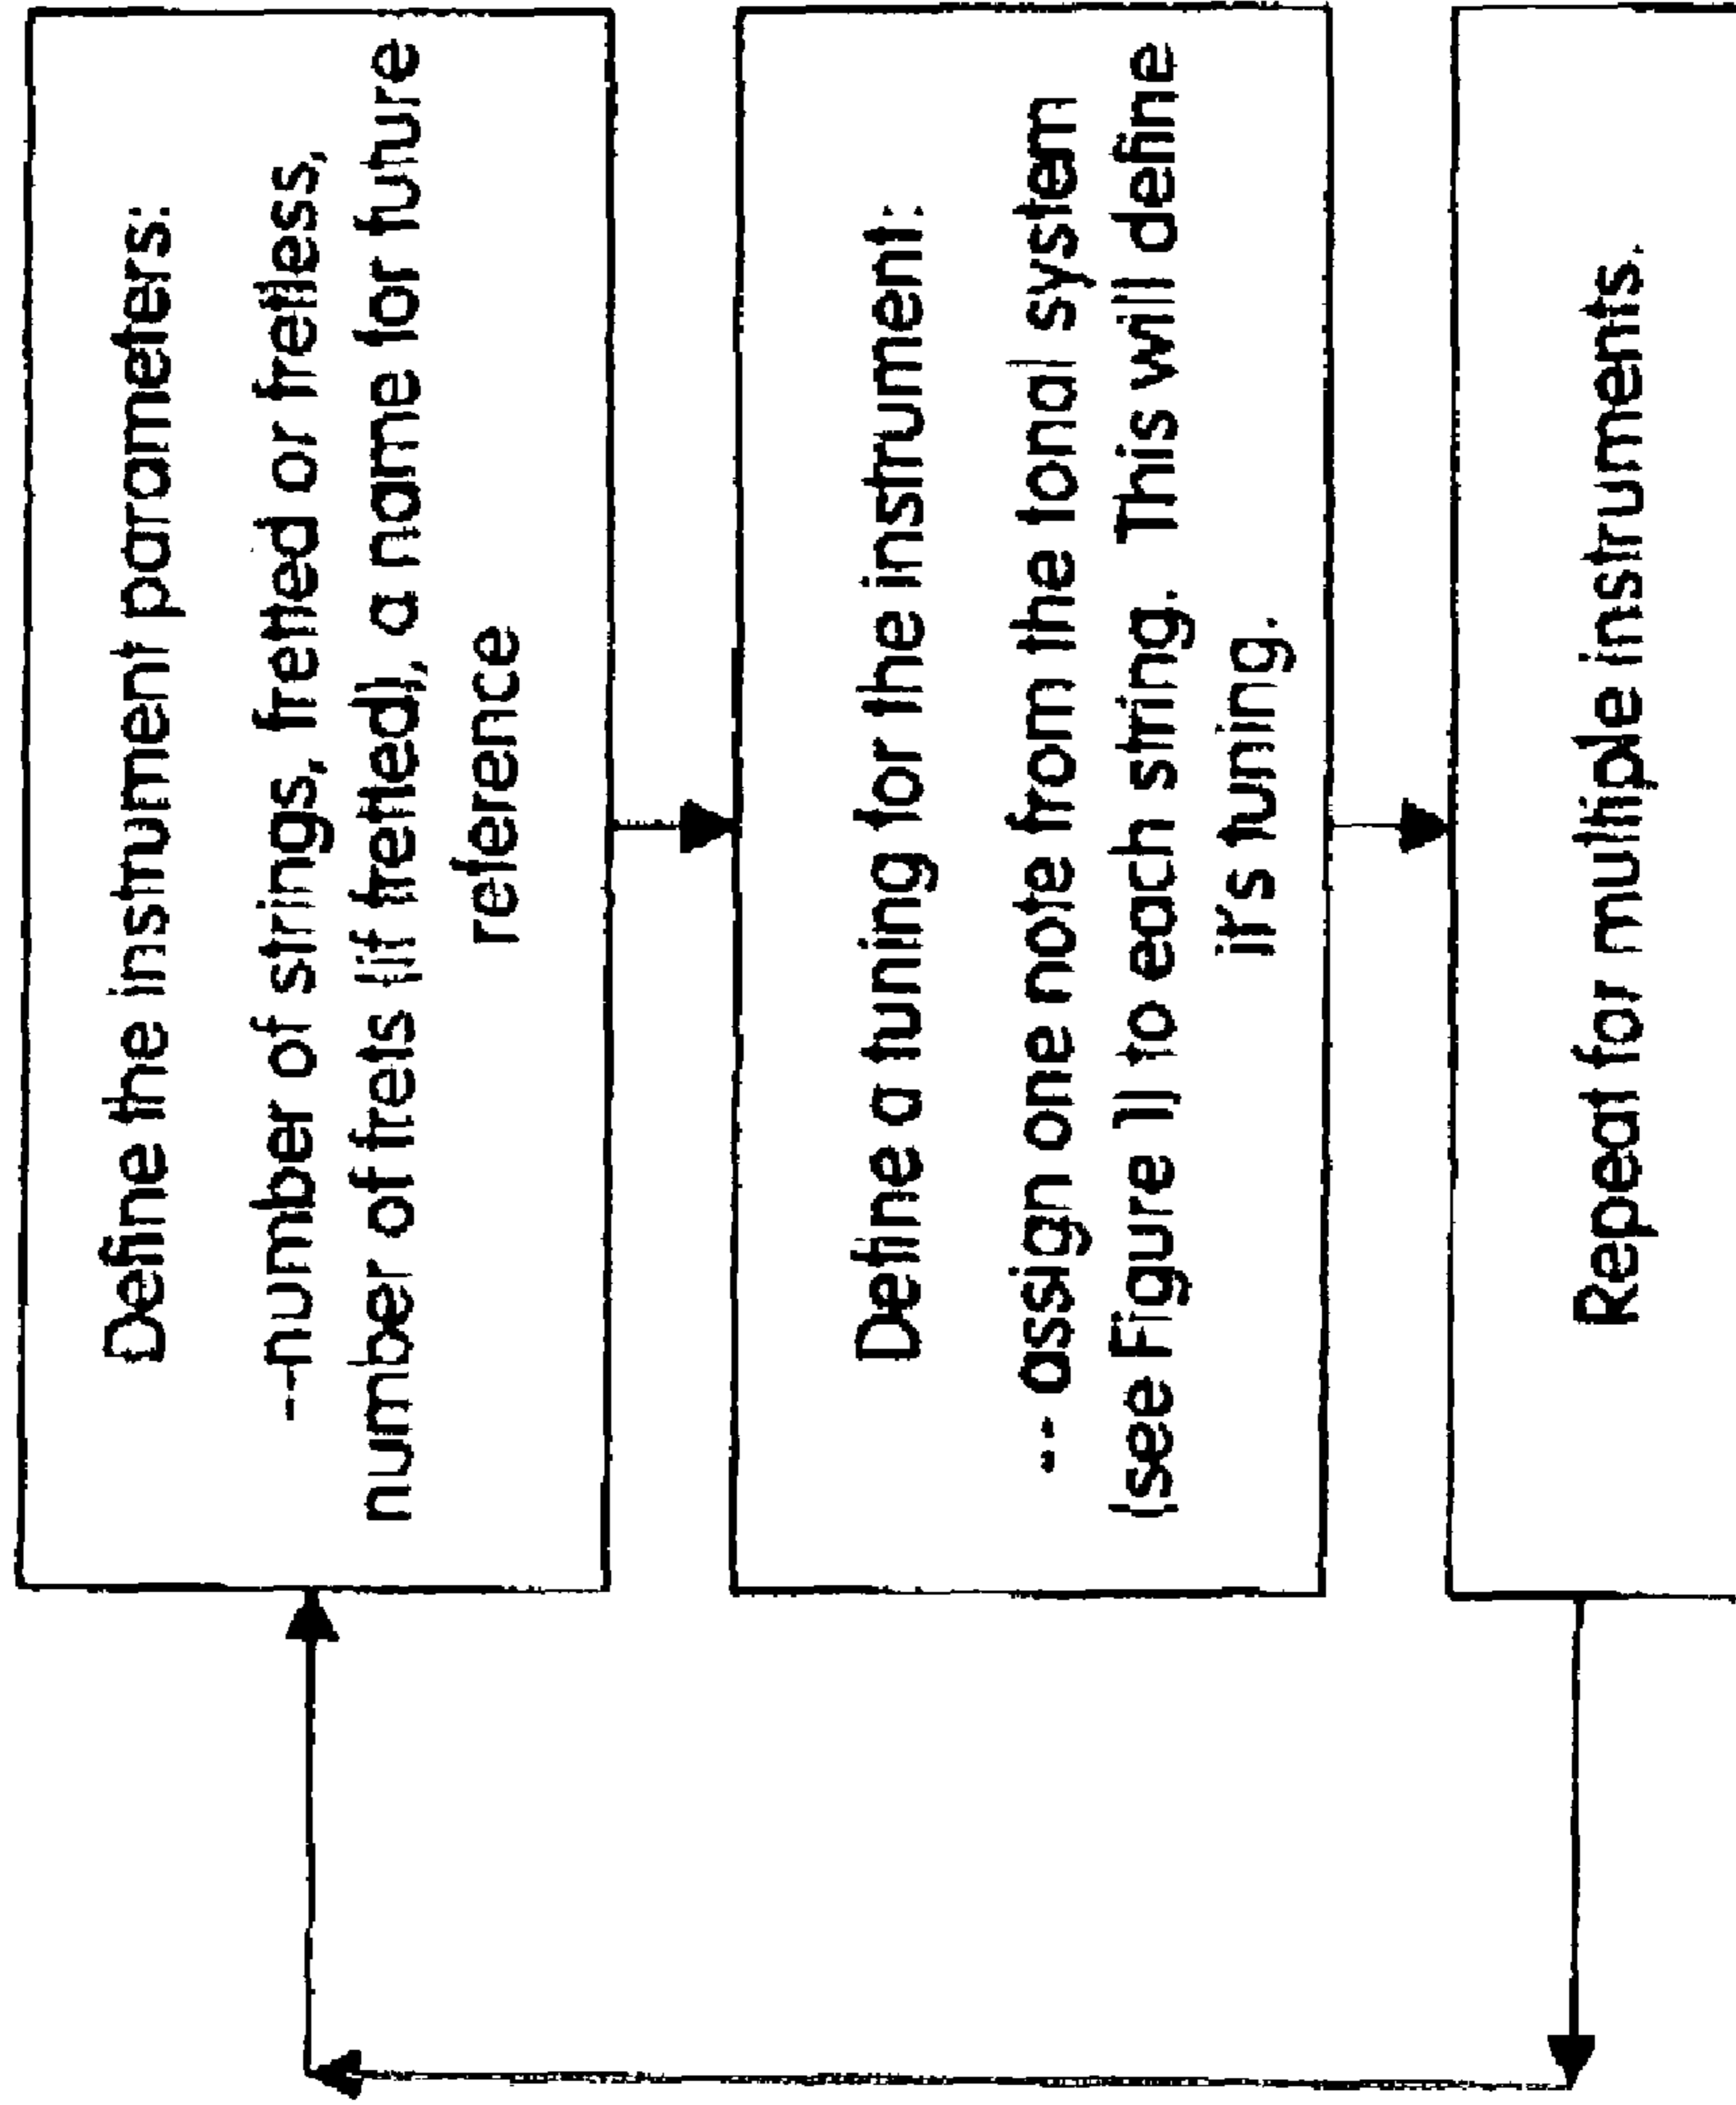 Define the instrument parameters:
--number of strings, fretted or fretless,
number of frets (if fretted), a name for future
reference
Define a tuning for the instrument:
-- assign one note from the tonal system
(see Figure 1) to each string. This will define
it's tuning.
Repeat for multiple instruments.